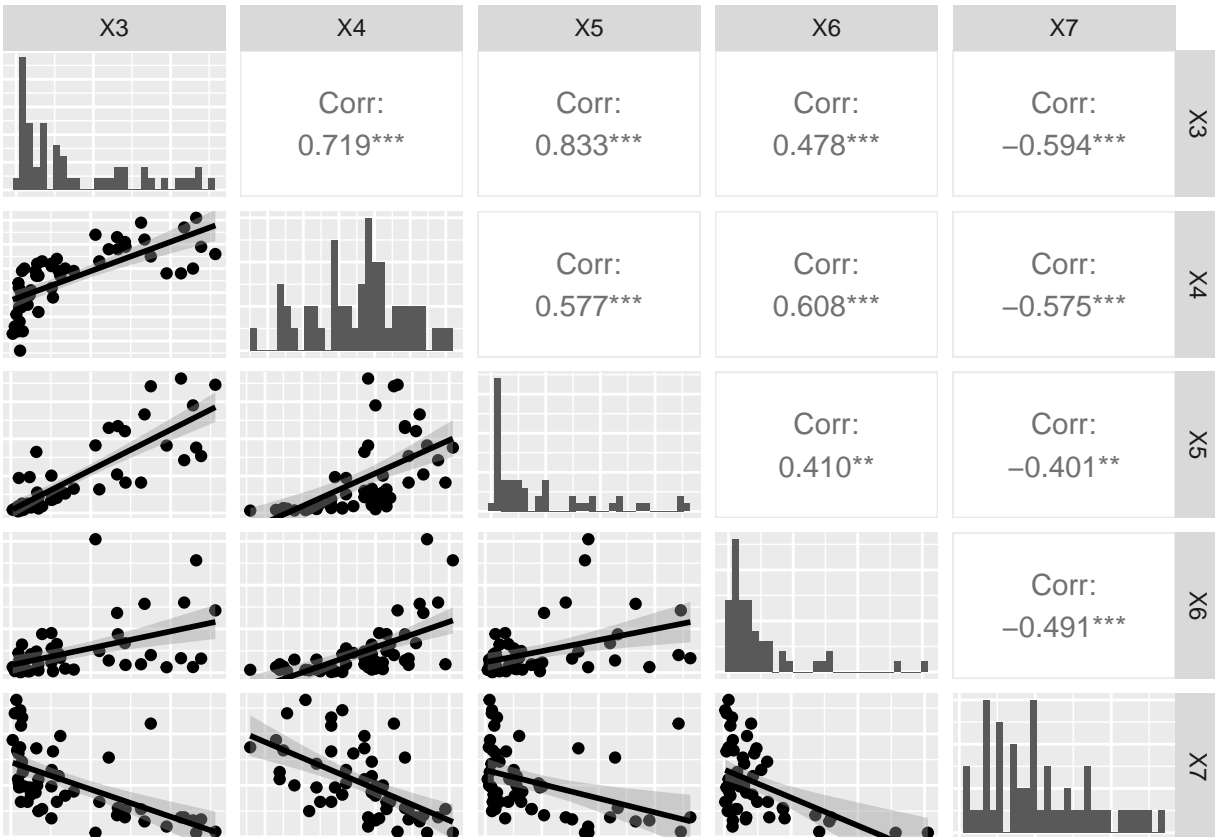 X3 X4 X5 X6 X7
Corr: Corr: Corr: Corr:
0.719*** 0.833*** 0.478*** −0.594***
X3
Corr: Corr: Corr:
0.577*** 0.608*** −0.575***
X4
Corr: Corr:
0.410** −0.401**
X5
Corr:
−0.491***
X6
X7